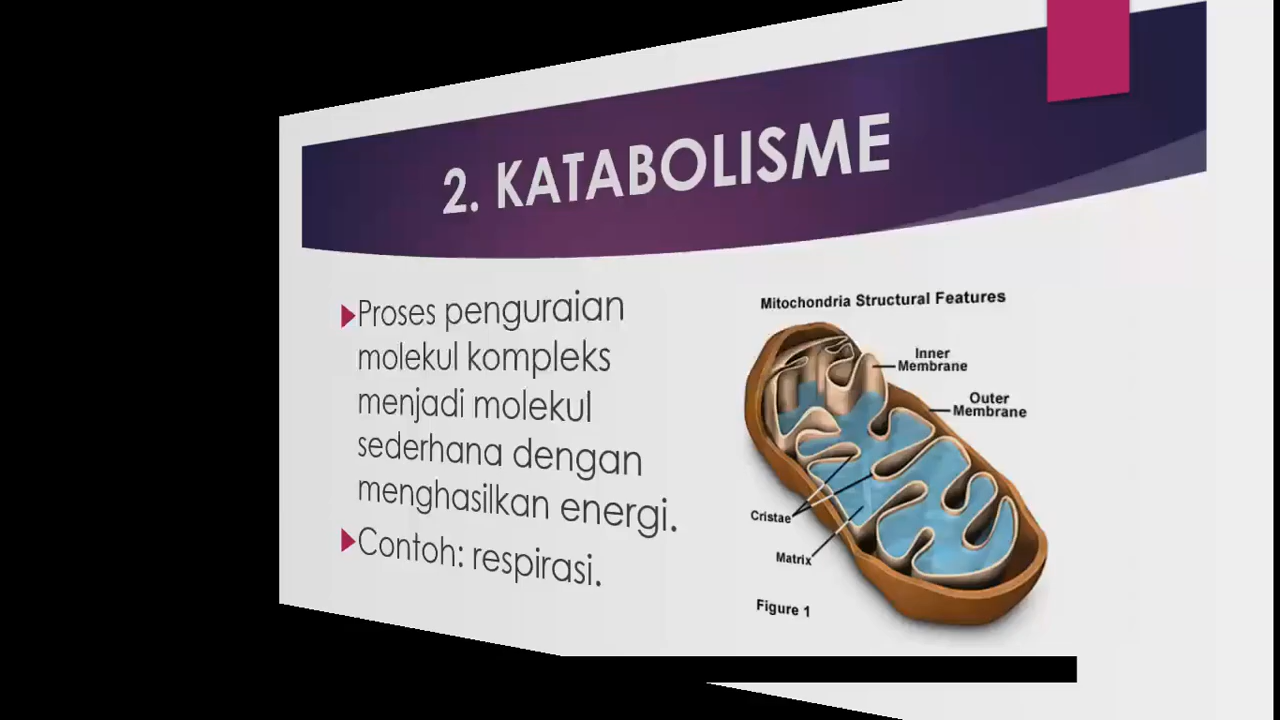 2. KATABOLISME
Proses penguraian
molekul kompleks
menjadi molekul
sederhana dengan
menghasilkan energi.
Contoh: respirasi.
Mitochondria Structural Features
Inner
Membrane
Outer
Membrane
Cristae
Matrix
Figure 1